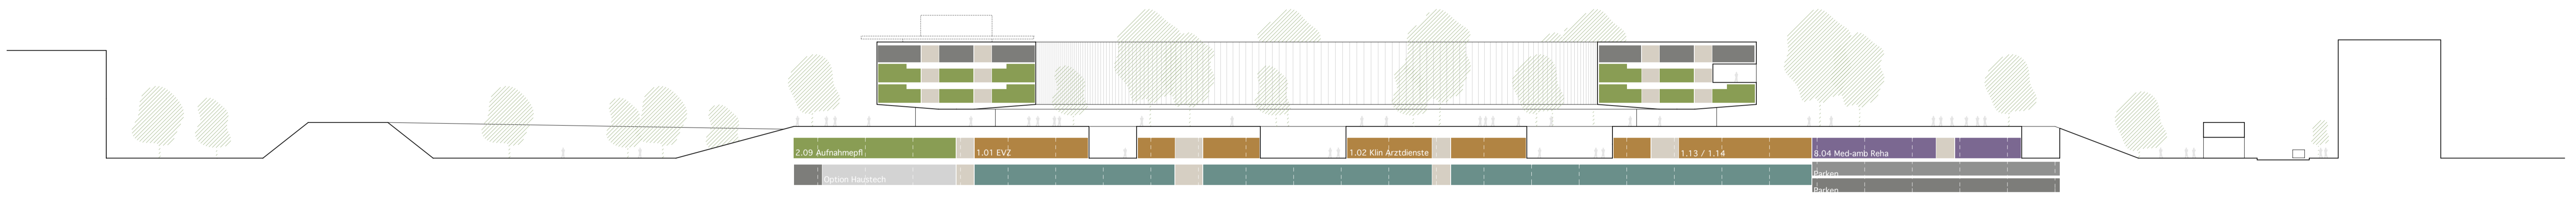 2.09 Aufnahmepfl
1.01 EVZ
1.02 Klin Arztdienste
1.13 / 1.14
8.04 Med-amb Reha
Option Haustech
Parken
Parken